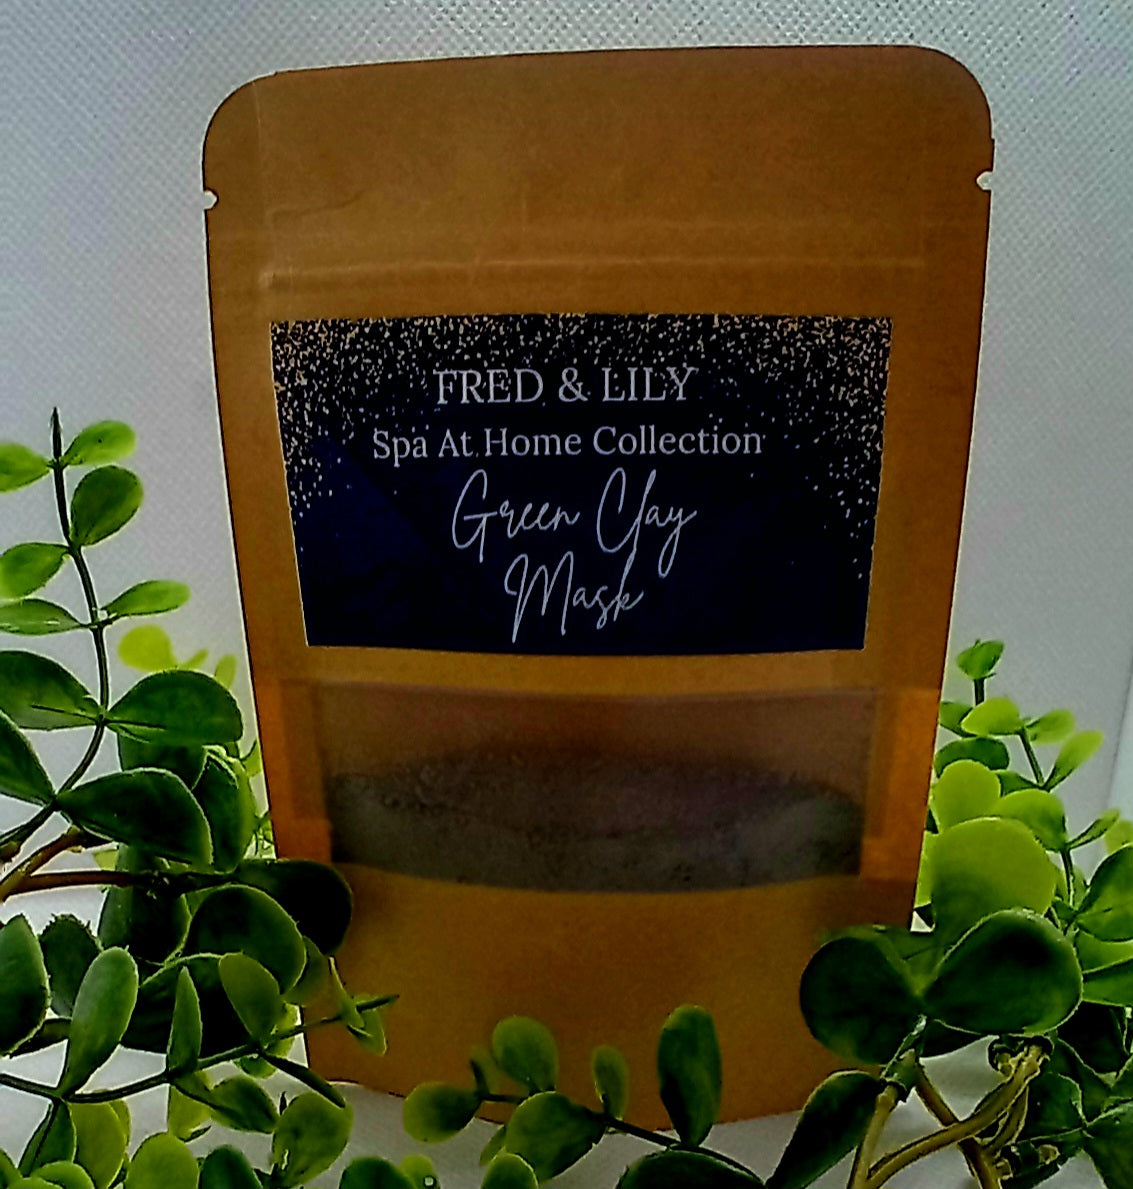 FRED & LILY
Spa At Home Collection
Green Clay
Mask